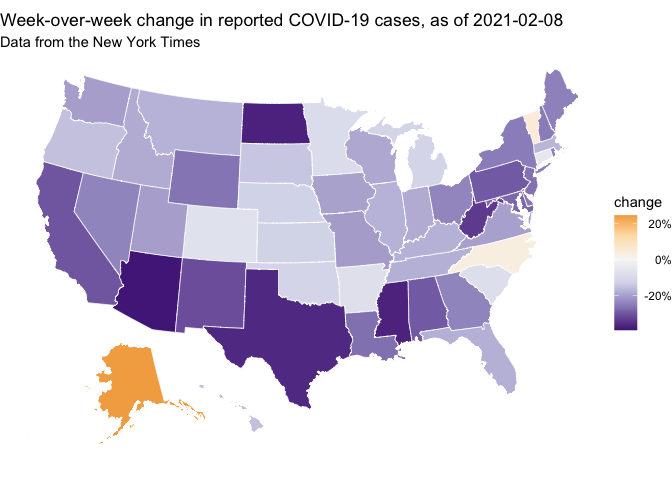 Week-over-week change in reported COVID-19 cases, as of 2021-02-08
Data from the New York Times
change
20%
0%
-20%